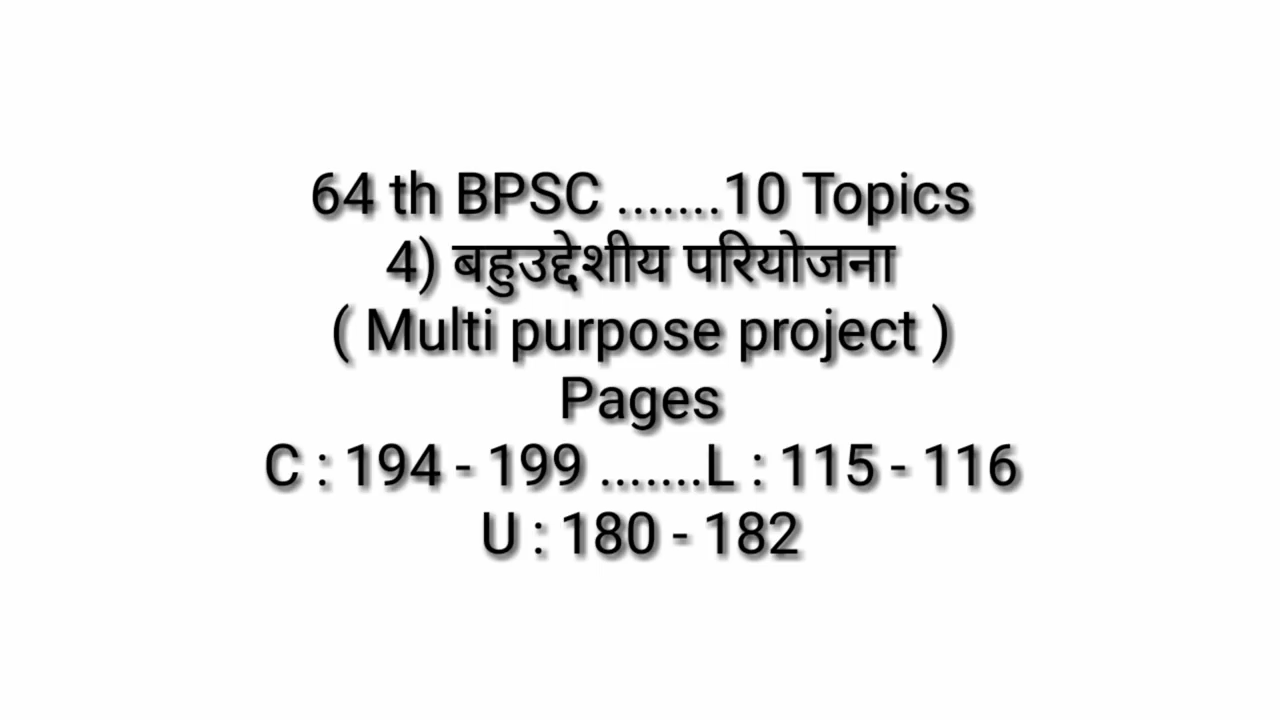 64 th BPSC .......10 Topics
4) बहुउद्देशीय परियोजना
( Multi purpose project )
Pages
C : 194 - 199 .......L : 115 - 116
U : 180 - 182